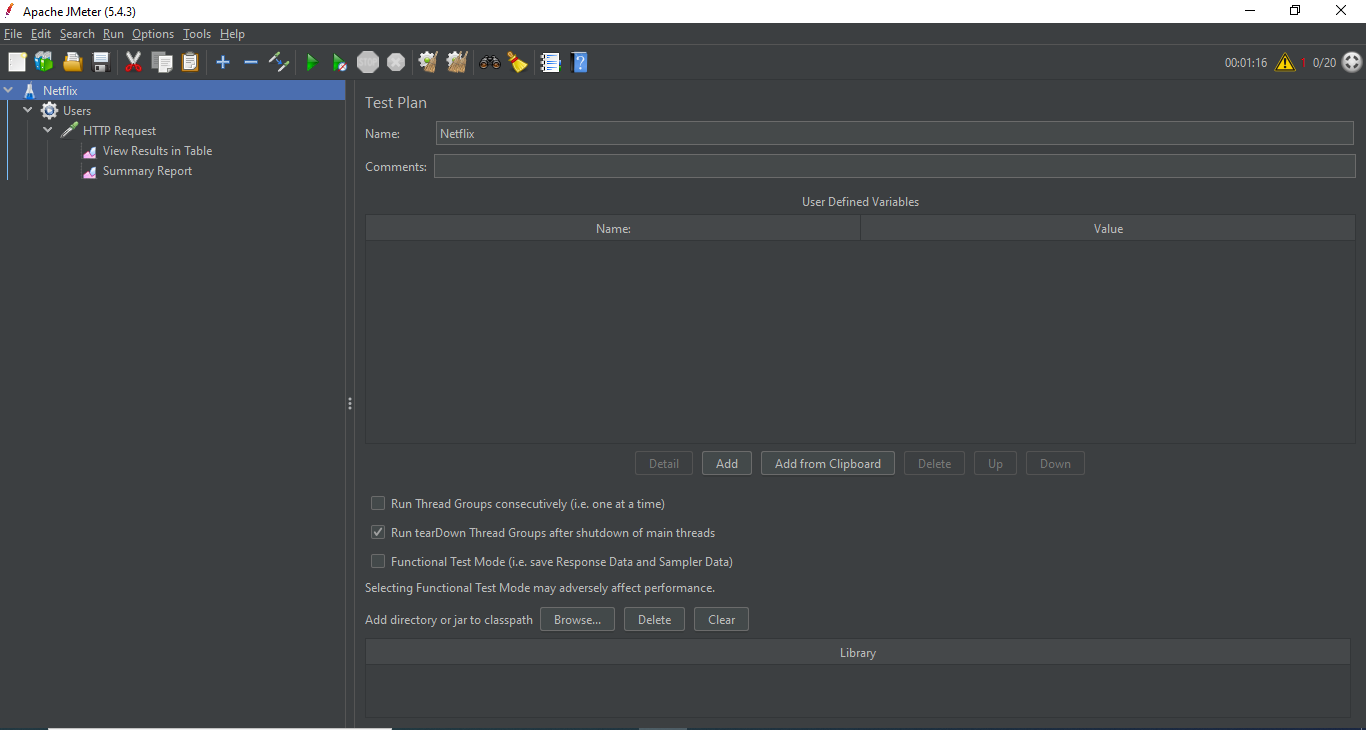 Apache JMeter (5.4.3)
File Edit Search Run Options Tools Help
STOP
00:01:16 0/20
Netflix
Users
HTTP Request
View Results in Table
Summary Report
Test Plan
Name: Netflix
Comments:
User Defined Variables
Name: Value
Detail Add Add from Clipboard Delete Up Down
Run Thread Groups consecutively (i.e. one at a time)
Run tearDown Thread Groups after shutdown of main threads
Functional Test Mode (i.e. save Response Data and Sampler Data)
Selecting Functional Test Mode may adversely affect performance.
Add directory or jar to classpath Browse... Delete Clear
Library